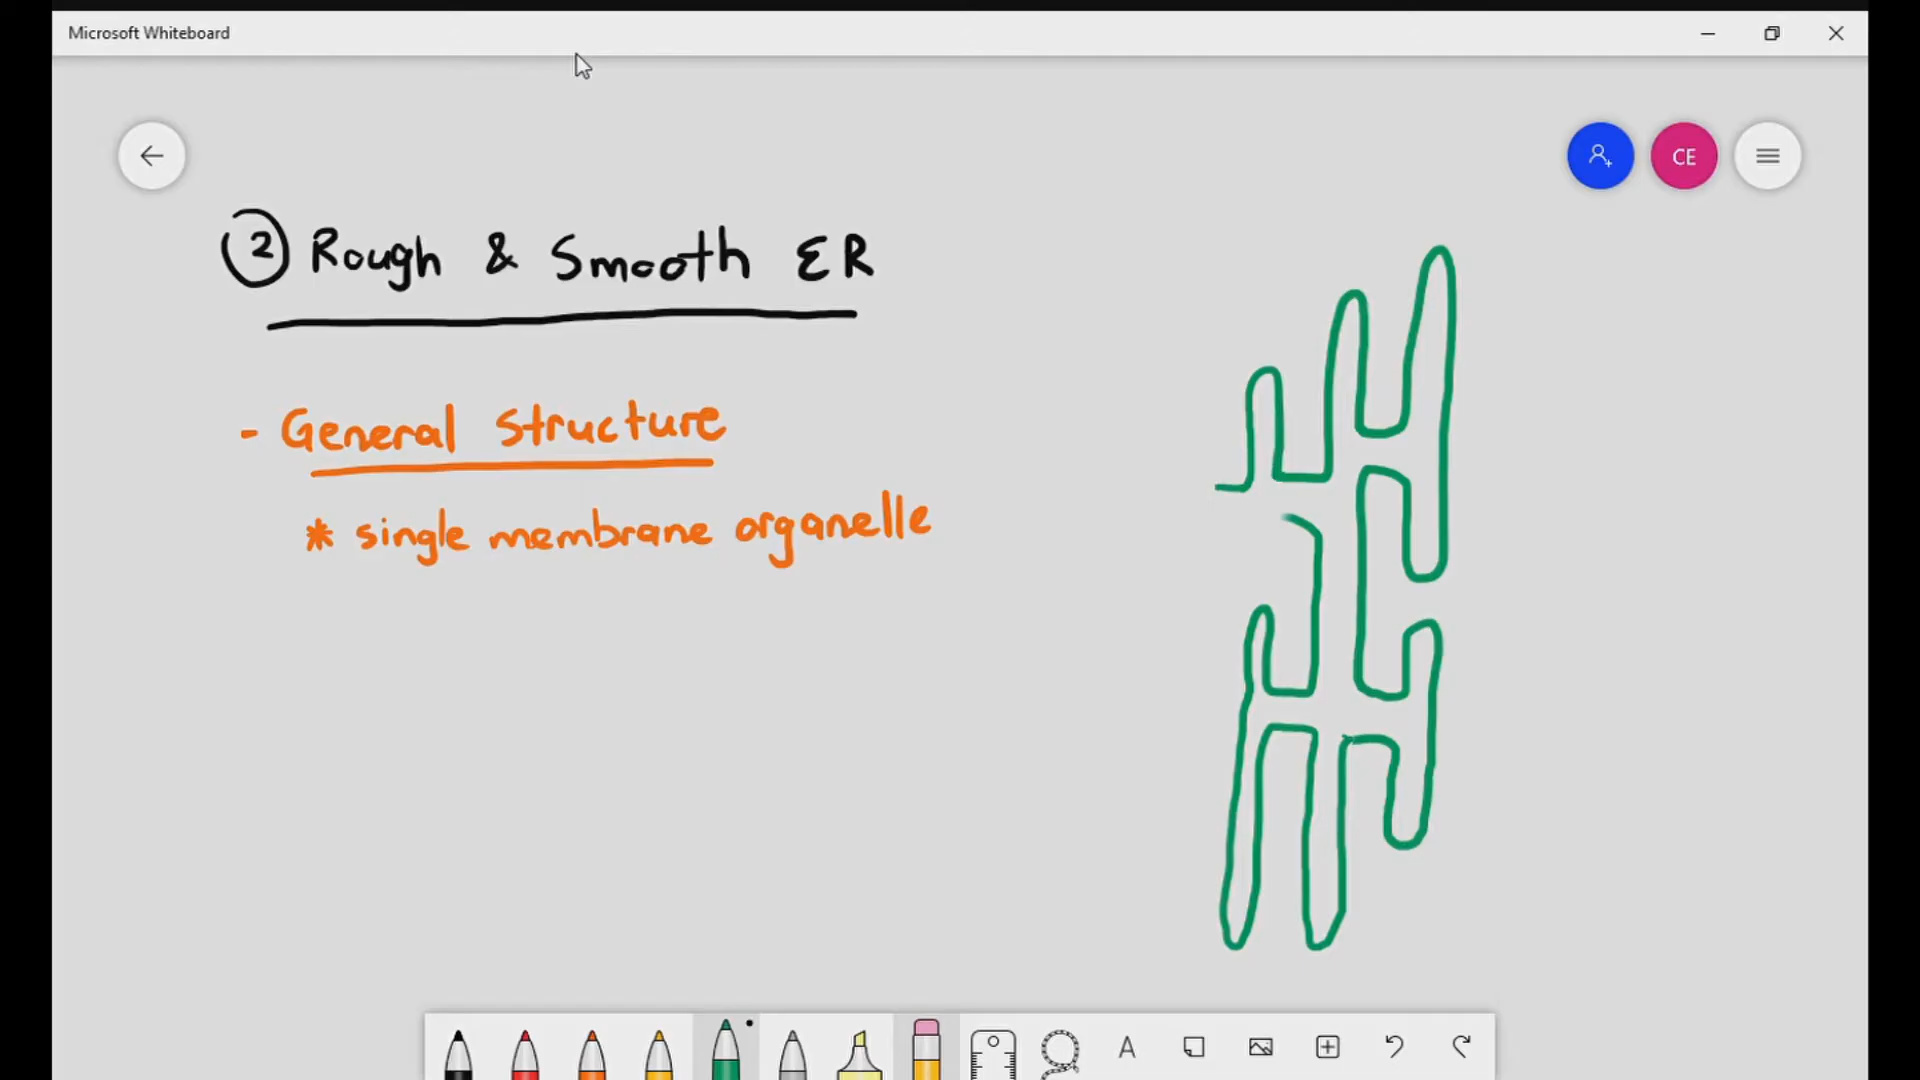 Microsoft Whiteboard
CE
② Rough & Smooth ER
- General structure
* single membrane organelle
A